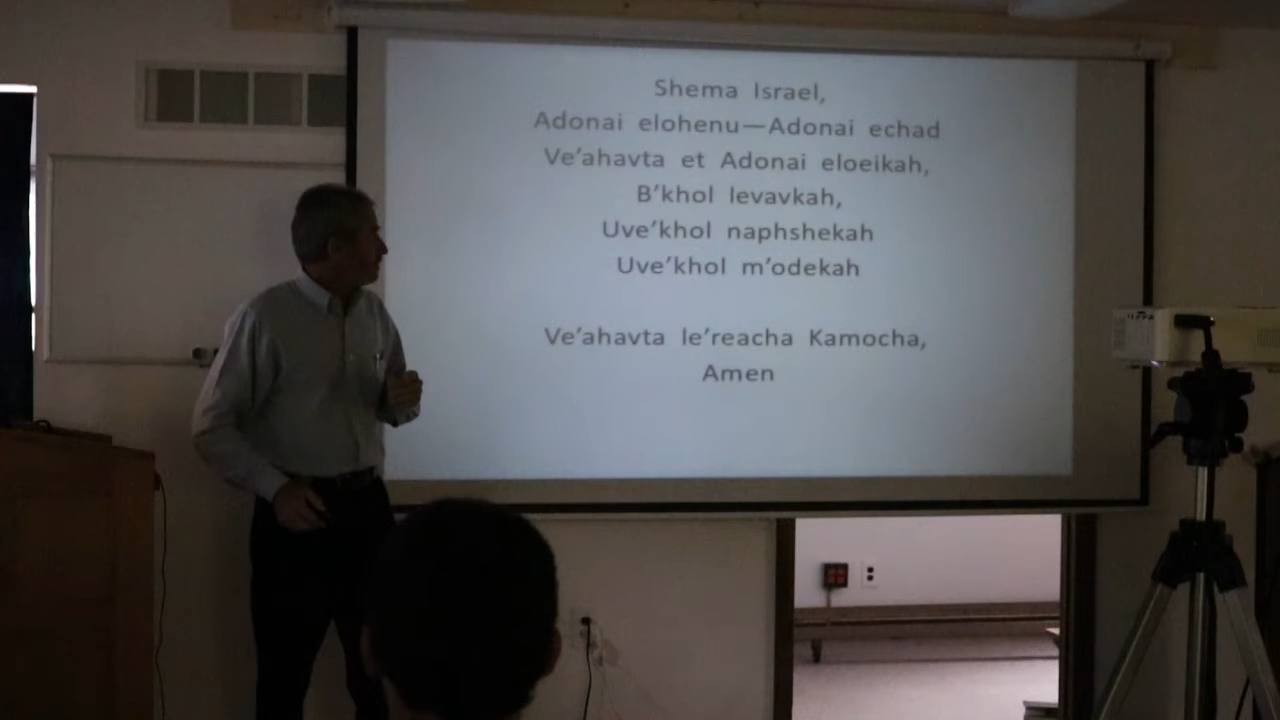 Shema Israel,
Adonai elohenu—Adonai echad
Ve'ahavta et Adonai eloeikah,
B'khol levavkah,
Uve'khol naphshekah
Uve'khol m'odekah
Ve'ahavta le'reacha Kamocha,
Amen